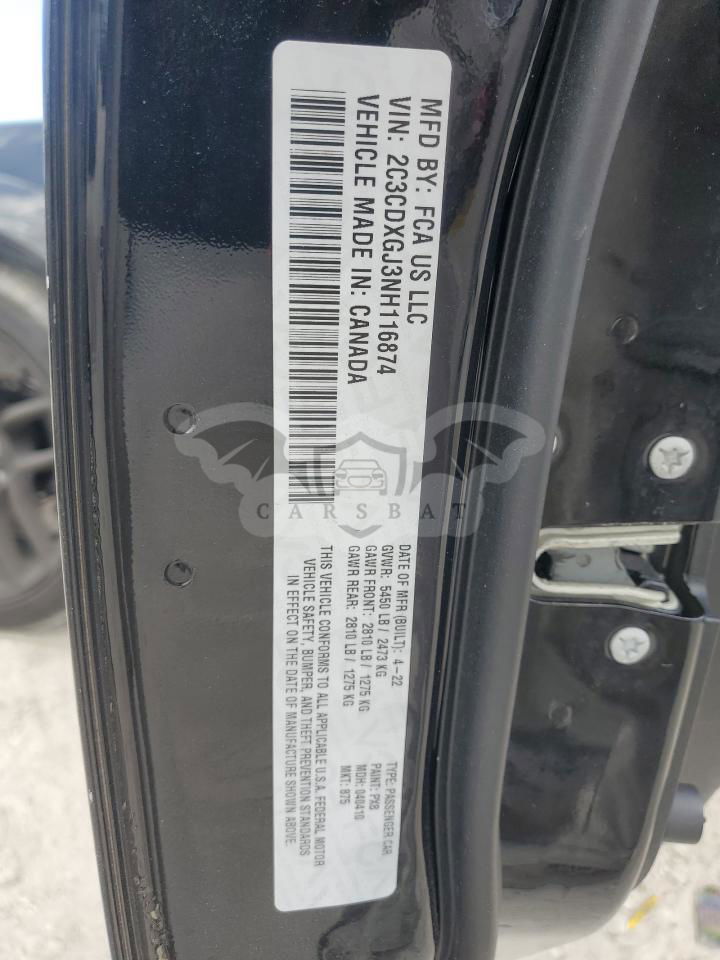 MFD BY: FCA US LLC
VIN: 2C3CDXGJ3NH116874
VEHICLE MADE IN: CANADA
DATE OF MFR (BUILT): 4-22
GVWR: 5450 LB / 2473 KG
GAWR FRONT: 2810 LB / 1275 KG
GAWR REAR: 2810 LB / 1275 KG
THIS VEHICLE CONFORMS TO ALL APPLICABLE U.S.A. FEDERAL MOTOR
VEHICLE SAFETY, BUMPER, AND THEFT PREVENTION STANDARDS
IN EFFECT ON THE DATE OF MANUFACTURE SHOWN ABOVE.
TYPE: PASSENGER CAR
PAINT: PX8
MDH: 040410
MKT: 875
CARSBAT